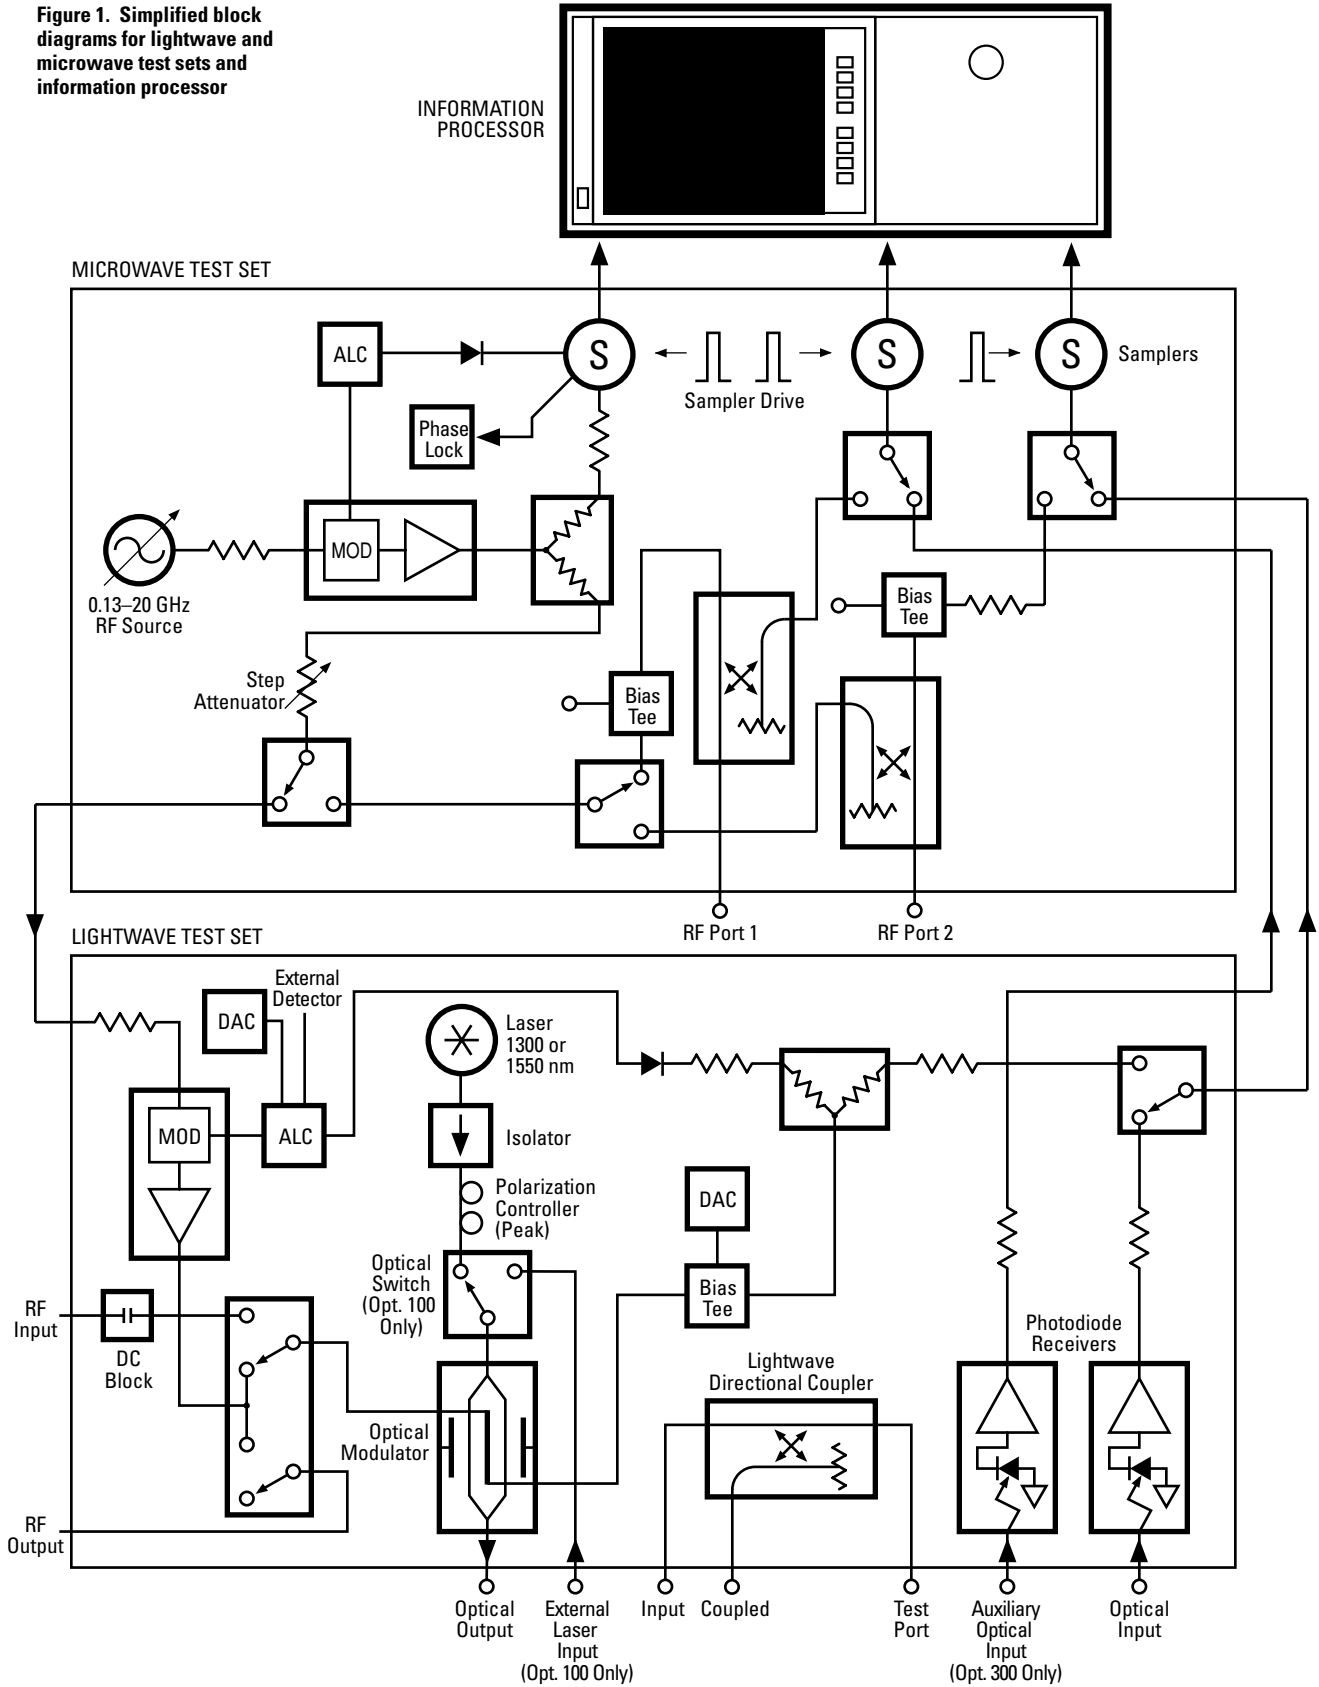 Figure 1. Simplified block
diagrams for lightwave and
microwave test sets and
information processor
INFORMATION
PROCESSOR
MICROWAVE TEST SET
ALC
S
S
S
Samplers
Sampler Drive
Phase
Lock
MOD
0.13–20 GHz
RF Source
Bias
Tee
Step
Attenuator
Bias
Tee
RF Port 1
RF Port 2
LIGHTWAVE TEST SET
External
Detector
DAC
Laser
1300 or
1550 nm
MOD
ALC
Isolator
Polarization
Controller
(Peak)
DAC
Optical
Switch
(Opt. 100
Only)
Bias
Tee
RF
Input
DC
Block
Photodiode
Receivers
Lightwave
Directional Coupler
Optical
Modulator
RF
Output
Optical
Output
External
Laser
Input
(Opt. 100 Only)
Input
Coupled
Test
Port
Auxiliary
Optical
Input
(Opt. 300 Only)
Optical
Input